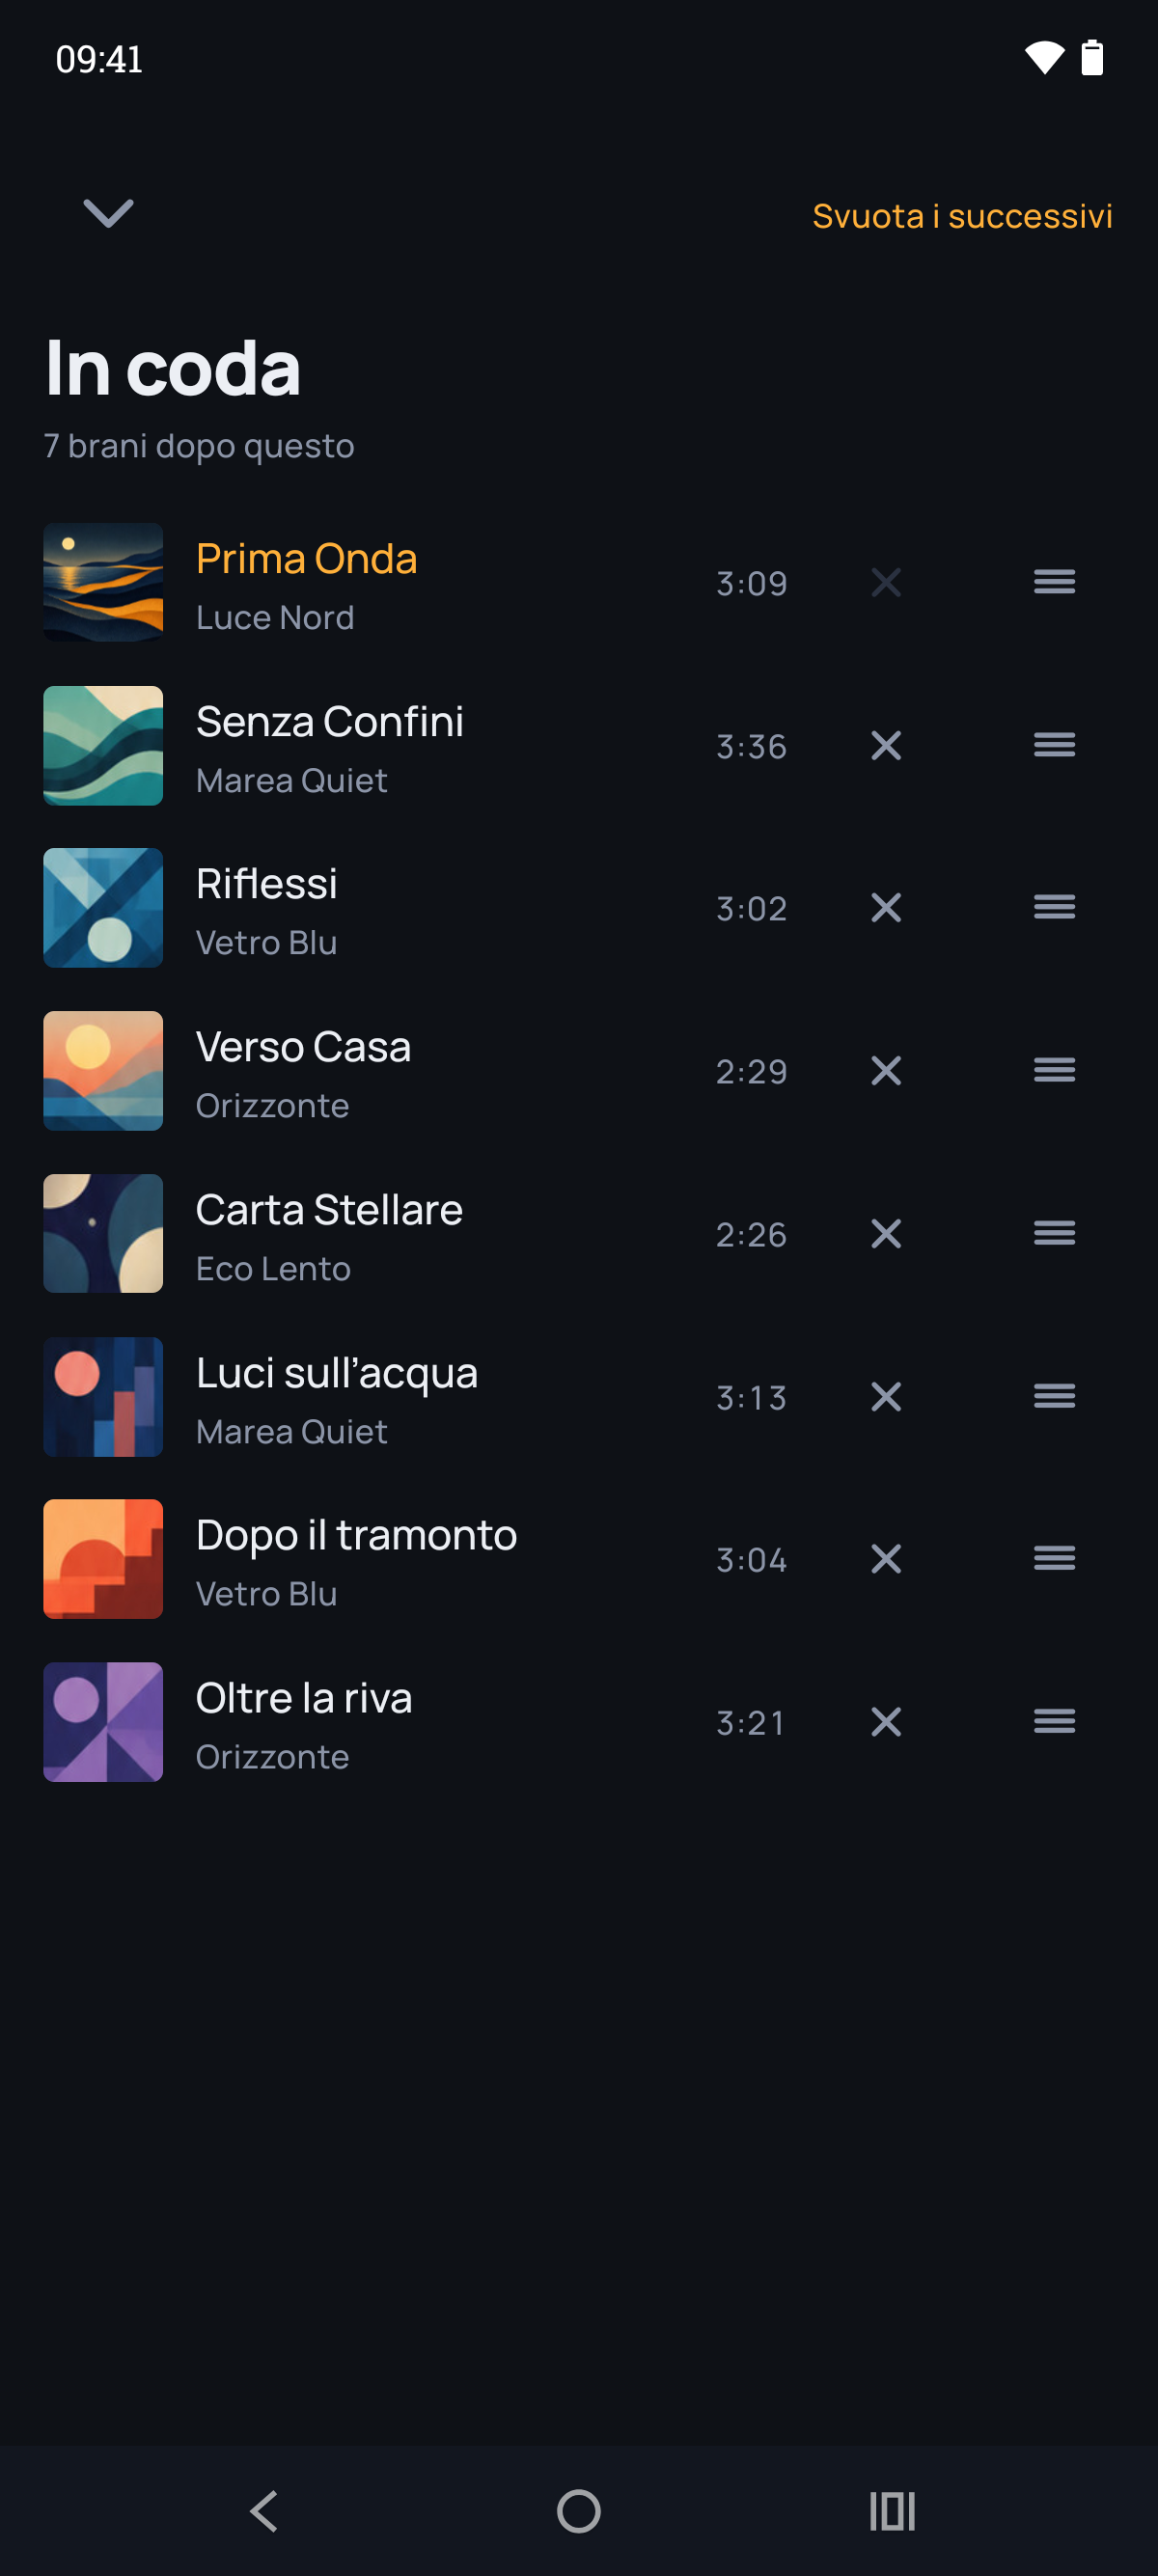 09:41
Svuota i successivi
In coda
7 brani dopo questo
Prima Onda
Luce Nord
3:09
Senza Confini
Marea Quiet
3:36
Riflessi
Vetro Blu
3:02
Verso Casa
Orizzonte
2:29
Carta Stellare
Eco Lento
2:26
Luci sull’acqua
Marea Quiet
3:13
Dopo il tramonto
Vetro Blu
3:04
Oltre la riva
Orizzonte
3:21